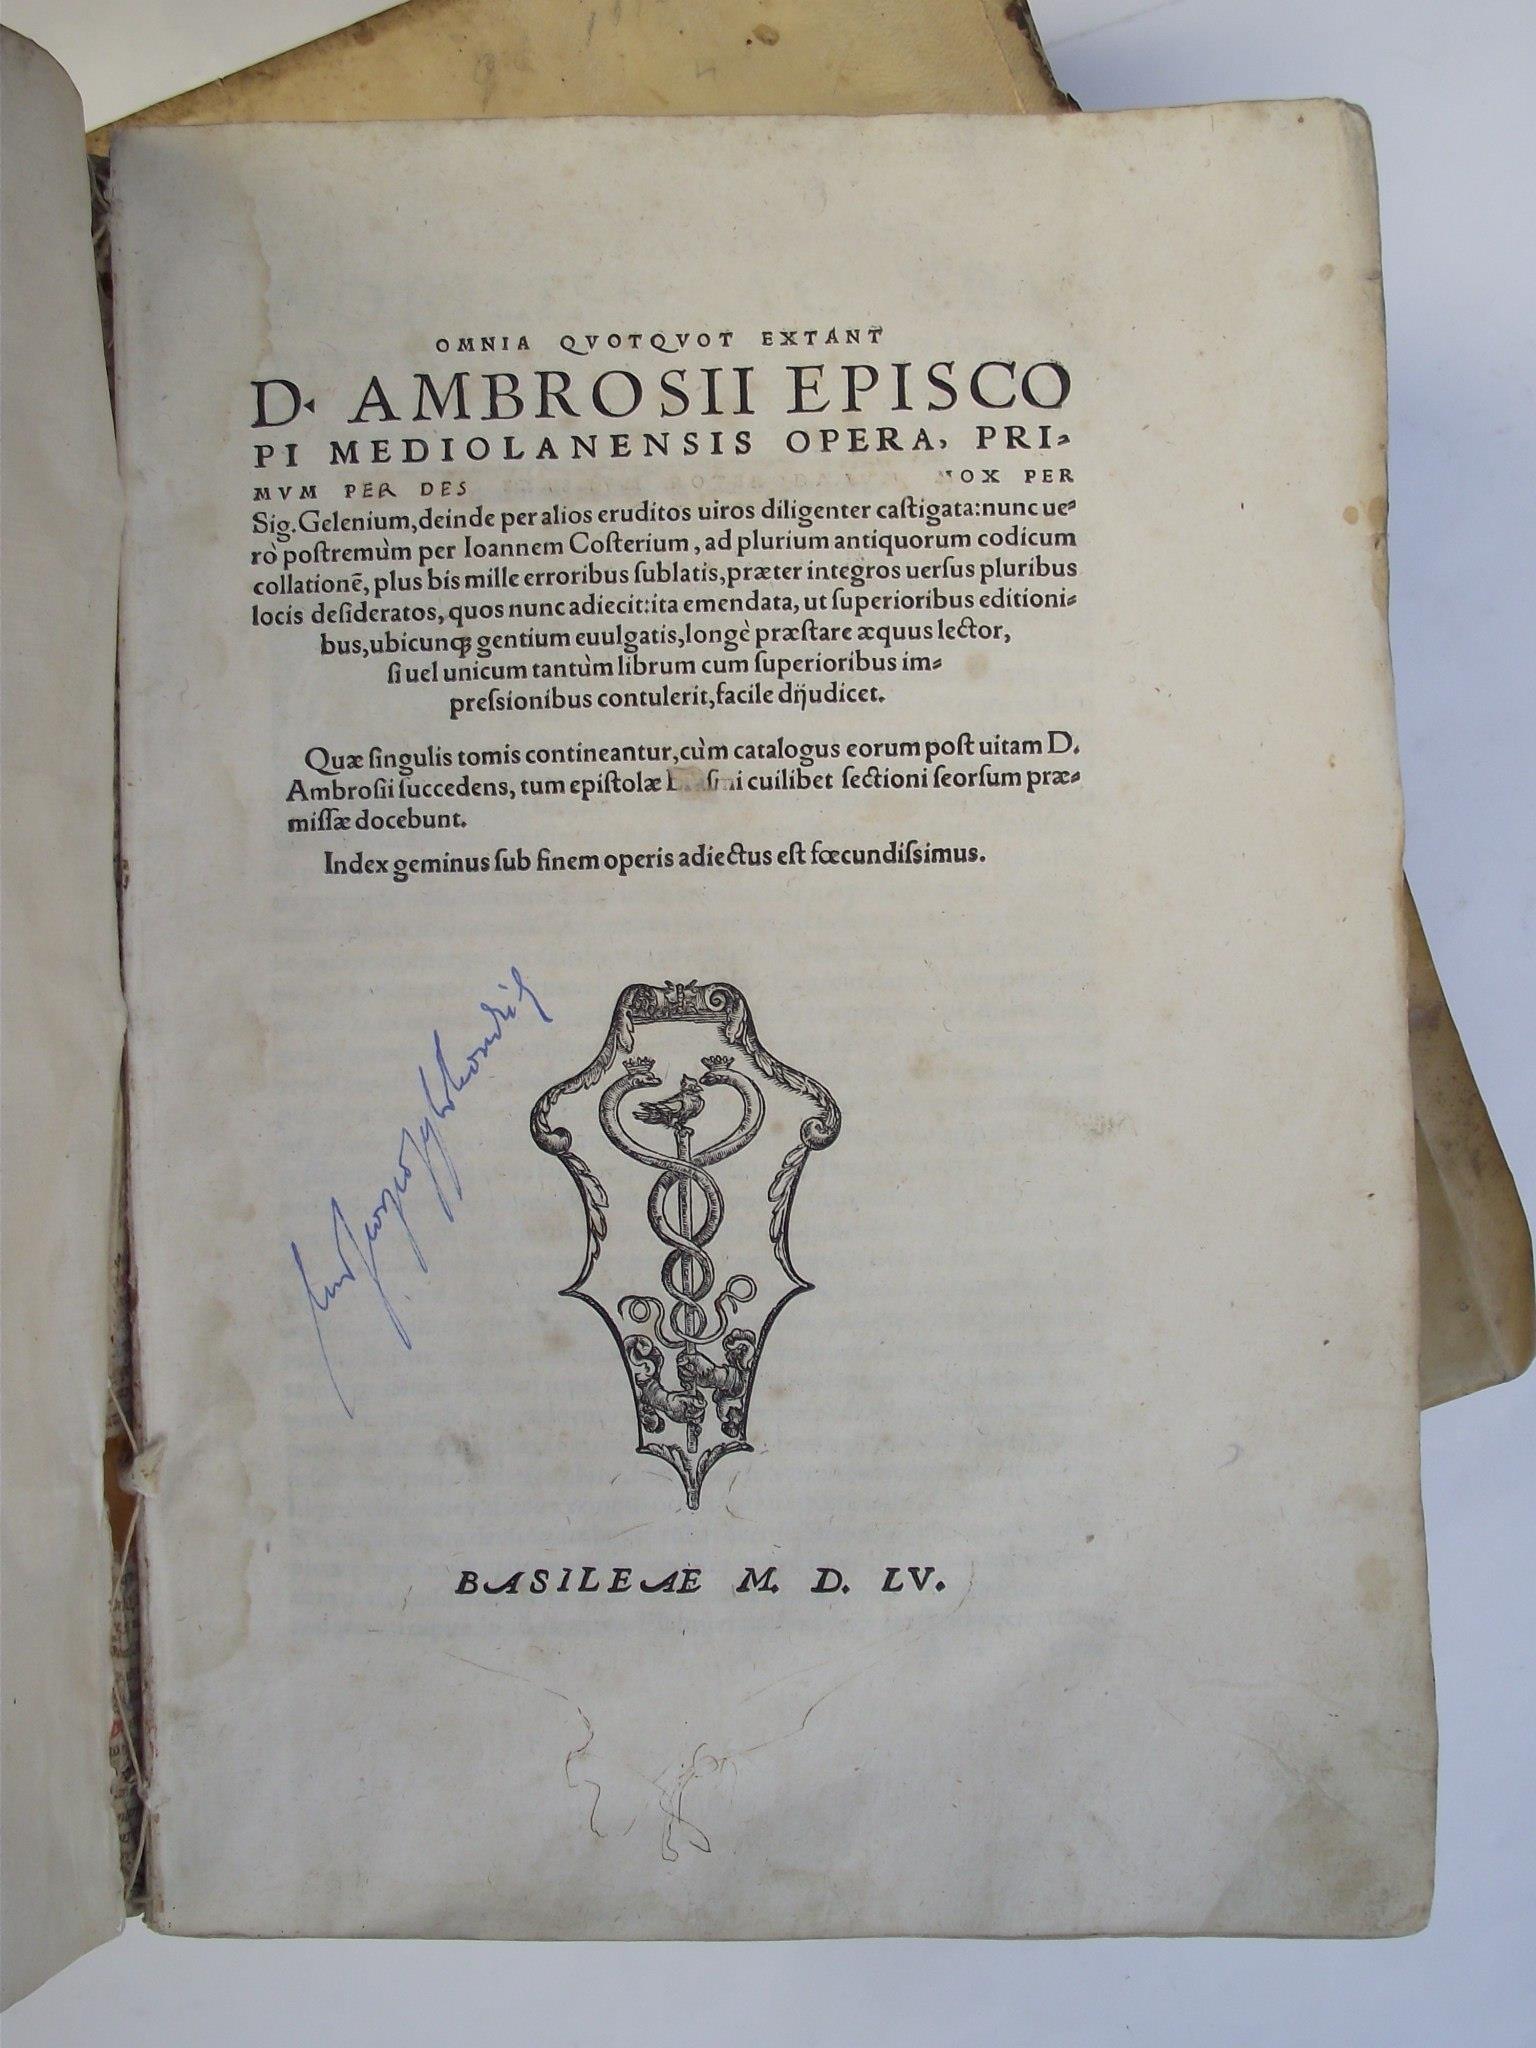 OMNIA QVOTQVOT EXTANT
D. AMBROSII EPISCO
PI MEDIOLANENSIS OPERA, PRI-
MVM PER DES MOX PER
Sig. Gelenium, deinde per alios eruditos uiros diligenter caſtigata: nunc ue-
rò poſtremùm per Ioannem Coſterium, ad plurium antiquorum codicum
collationē, plus bis mille erroribus ſublatis, præter integros uerſus pluribus
locis deſideratos, quos nunc adiecit: ita emendata, ut ſuperioribus editioni-
bus, ubicunqꝫ gentium euulgatis, longè præſtare æquus lector,
ſi uel unicum tantùm librum cum ſuperioribus im-
preſsionibus contulerit, facile dijudicet.
Quæ ſingulis tomis contineantur, cùm catalogus eorum poſt uitam D.
Ambroſii ſuccedens, tum epiſtolæ cuilibet ſectioni ſeorſum præ-
miſſæ docebunt.
Index geminus ſub finem operis adiectus eſt fœcundiſsimus.
BASILEAE M. D. LV.